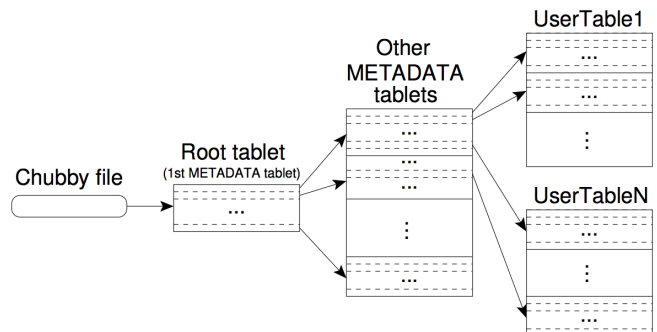 Chubby file
Root tablet
(1st METADATA tablet)
...
Other
METADATA
tablets
...
...
...
⋮
...
UserTable1
...
...
⋮
UserTableN
...
⋮
...